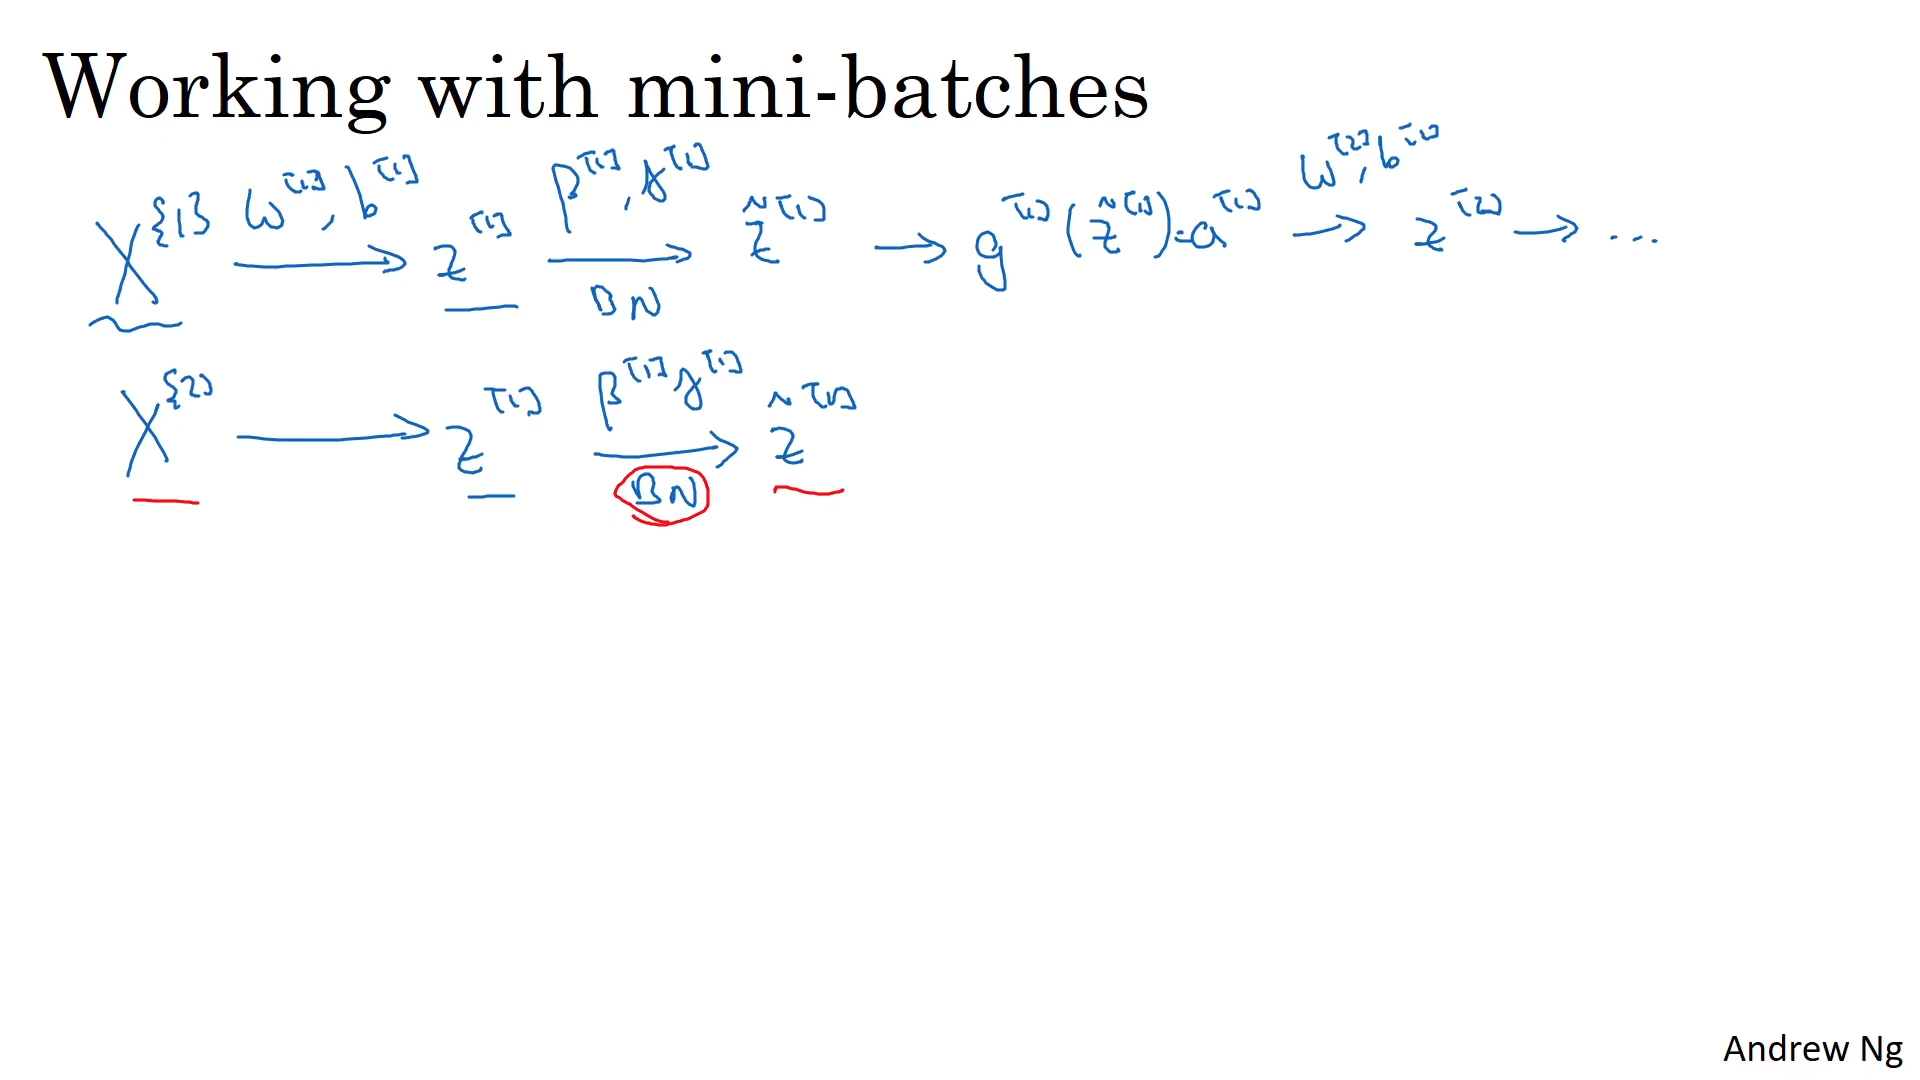 Working with mini-batches
X^{1} W^[1], b^[1] → z^[1] β^[1], γ^[1] → BN z̃^[1] → g^[1](z̃^[1]) = a^[1] W^[2], b^[2] → z^[2] → ...
X^{2} → z^[1] β^[1] γ^[1] → BN z̃^[1]
Andrew Ng